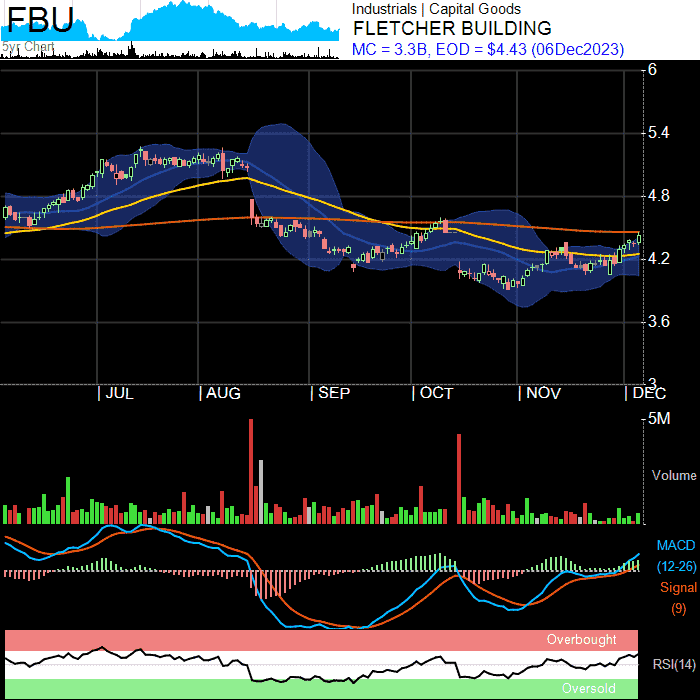 FBU
5yr Chart
Industrials | Capital Goods
FLETCHER BUILDING
MC = 3.3B, EOD = $4.43 (06Dec2023)
6
5.4
4.8
4.2
3.6
3
| JUL | AUG | SEP | OCT | NOV | DEC
5M
Volume
MACD
(12-26)
Signal
(9)
Overbought
RSI(14)
Oversold